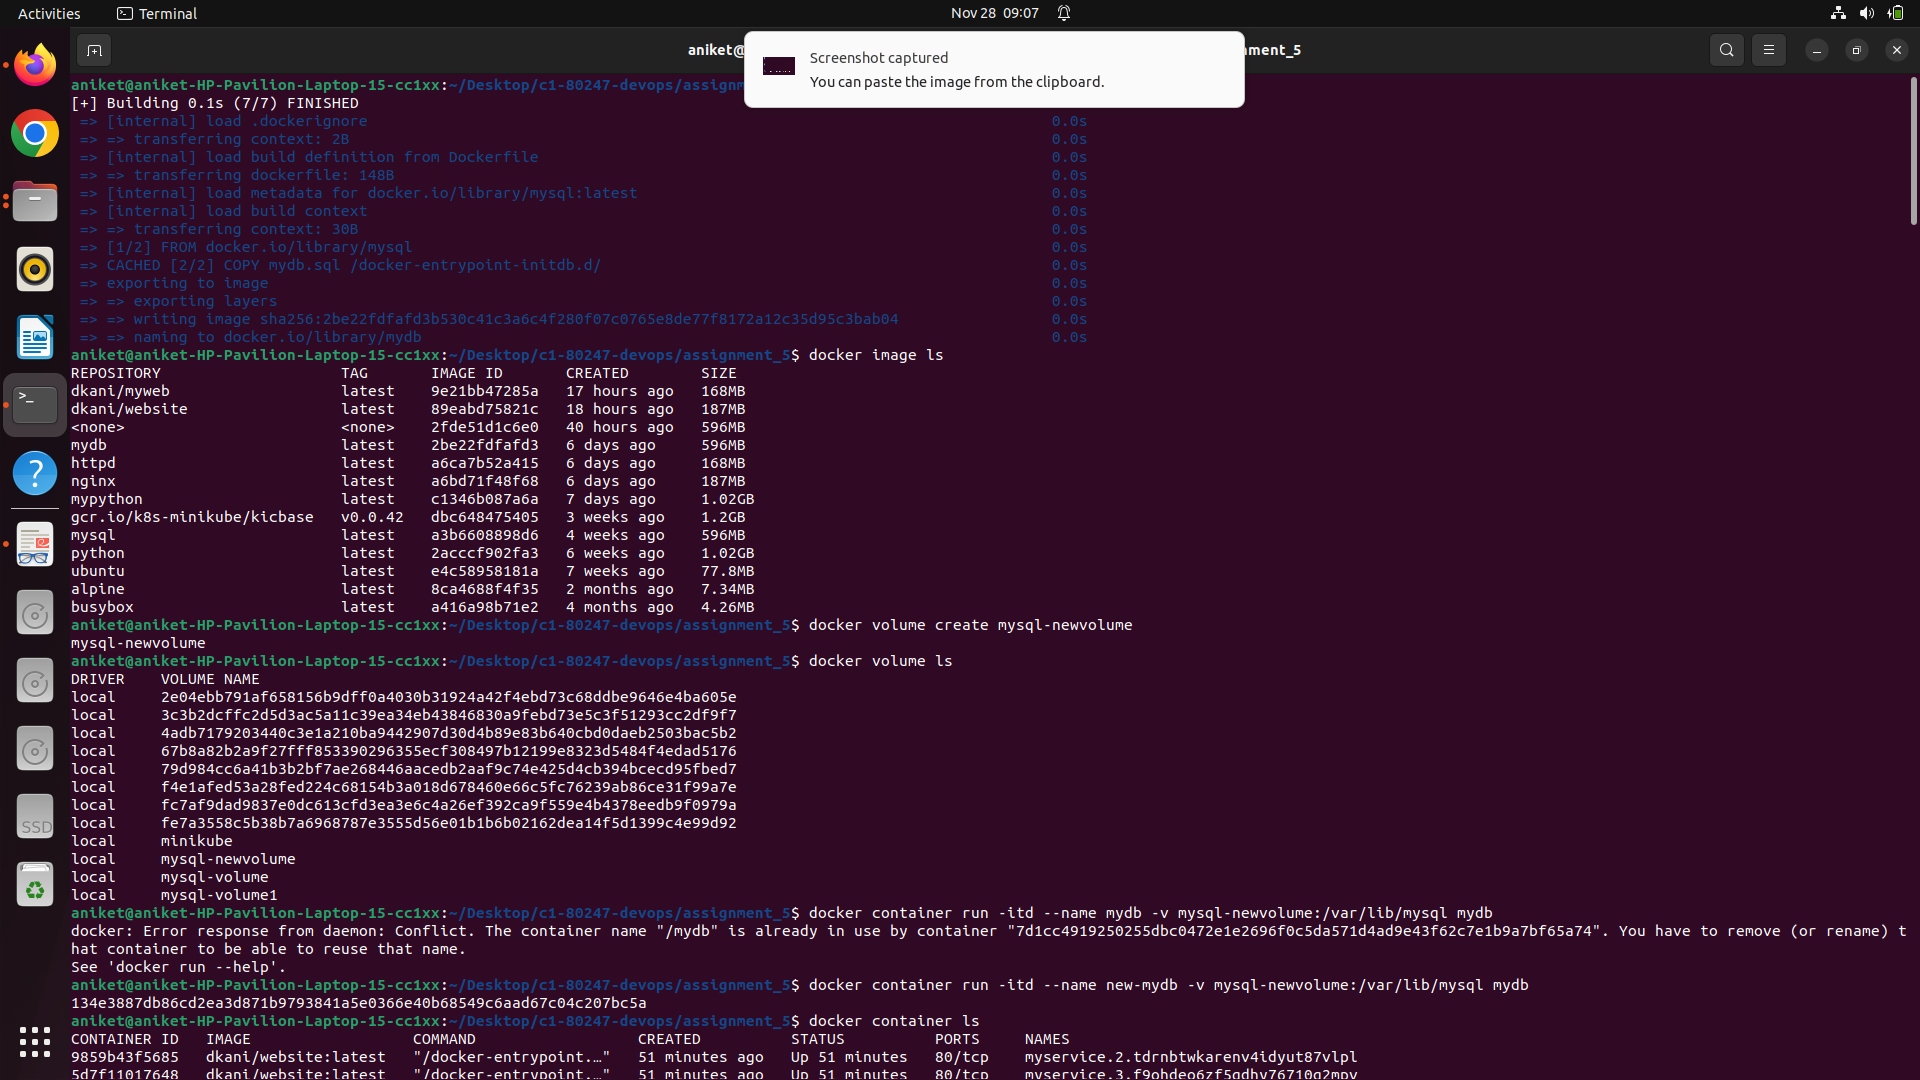 Activities Terminal Nov 28 09:07
aniket@ ment_5
Screenshot captured
You can paste the image from the clipboard.
aniket@aniket-HP-Pavilion-Laptop-15-cc1xx:~/Desktop/c1-80247-devops/assignm
[+] Building 0.1s (7/7) FINISHED
=> [internal] load .dockerignore 0.0s
=> => transferring context: 2B 0.0s
=> [internal] load build definition from Dockerfile 0.0s
=> => transferring dockerfile: 148B 0.0s
=> [internal] load metadata for docker.io/library/mysql:latest 0.0s
=> [internal] load build context 0.0s
=> => transferring context: 30B 0.0s
=> [1/2] FROM docker.io/library/mysql 0.0s
=> CACHED [2/2] COPY mydb.sql /docker-entrypoint-initdb.d/ 0.0s
=> exporting to image 0.0s
=> => exporting layers 0.0s
=> => writing image sha256:2be22fdfafd3b530c41c3a6c4f280f07c0765e8de77f8172a12c35d95c3bab04 0.0s
=> => naming to docker.io/library/mydb 0.0s
aniket@aniket-HP-Pavilion-Laptop-15-cc1xx:~/Desktop/c1-80247-devops/assignment_5$ docker image ls
REPOSITORY TAG IMAGE ID CREATED SIZE
dkani/myweb latest 9e21bb47285a 17 hours ago 168MB
dkani/website latest 89eabd75821c 18 hours ago 187MB
<none> <none> 2fde51d1c6e0 40 hours ago 596MB
mydb latest 2be22fdfafd3 6 days ago 596MB
httpd latest a6ca7b52a415 6 days ago 168MB
nginx latest a6bd71f48f68 6 days ago 187MB
mypython latest c1346b087a6a 7 days ago 1.02GB
gcr.io/k8s-minikube/kicbase v0.0.42 dbc648475405 3 weeks ago 1.2GB
mysql latest a3b6608898d6 4 weeks ago 596MB
python latest 2acccf902fa3 6 weeks ago 1.02GB
ubuntu latest e4c58958181a 7 weeks ago 77.8MB
alpine latest 8ca4688f4f35 2 months ago 7.34MB
busybox latest a416a98b71e2 4 months ago 4.26MB
aniket@aniket-HP-Pavilion-Laptop-15-cc1xx:~/Desktop/c1-80247-devops/assignment_5$ docker volume create mysql-newvolume
mysql-newvolume
aniket@aniket-HP-Pavilion-Laptop-15-cc1xx:~/Desktop/c1-80247-devops/assignment_5$ docker volume ls
DRIVER VOLUME NAME
local 2e04ebb791af658156b9dff0a4030b31924a42f4ebd73c68ddbe9646e4ba605e
local 3c3b2dcffc2d5d3ac5a11c39ea34eb43846830a9febd73e5c3f51293cc2df9f7
local 4adb7179203440c3e1a210ba9442907d30d4b89e83b640cbd0daeb2503bac5b2
local 67b8a82b2a9f27fff853390296355ecf308497b12199e8323d5484f4edad5176
local 79d984cc6a41b3b2bf7ae268446aacedb2aaf9c74e425d4cb394bcecd95fbed7
local f4e1afed53a28fed224c68154b3a018d678460e66c5fc76239ab86ce31f99a7e
local fc7af9dad9837e0dc613cfd3ea3e6c4a26ef392ca9f559e4b4378eedb9f0979a
local fe7a3558c5b38b7a6968787e3555d56e01b1b6b02162dea14f5d1399c4e99d92
local minikube
local mysql-newvolume
local mysql-volume
local mysql-volume1
aniket@aniket-HP-Pavilion-Laptop-15-cc1xx:~/Desktop/c1-80247-devops/assignment_5$ docker container run -itd --name mydb -v mysql-newvolume:/var/lib/mysql mydb
docker: Error response from daemon: Conflict. The container name "/mydb" is already in use by container "7d1cc4919250255dbc0472e1e2696f0c5da571d4ad9e43f62c7e1b9a7bf65a74". You have to remove (or rename) t
hat container to be able to reuse that name.
See 'docker run --help'.
aniket@aniket-HP-Pavilion-Laptop-15-cc1xx:~/Desktop/c1-80247-devops/assignment_5$ docker container run -itd --name new-mydb -v mysql-newvolume:/var/lib/mysql mydb
134e3887db86cd2ea3d871b9793841a5e0366e40b68549c6aad67c04c207bc5a
aniket@aniket-HP-Pavilion-Laptop-15-cc1xx:~/Desktop/c1-80247-devops/assignment_5$ docker container ls
CONTAINER ID IMAGE COMMAND CREATED STATUS PORTS NAMES
9859b43f5685 dkani/website:latest "/docker-entrypoint.…" 51 minutes ago Up 51 minutes 80/tcp myservice.2.tdrnbtwkarenv4idyut87vlpl
5d7f11017648 dkani/website:latest "/docker-entrypoint.…" 51 minutes ago Up 51 minutes 80/tcp
SSD